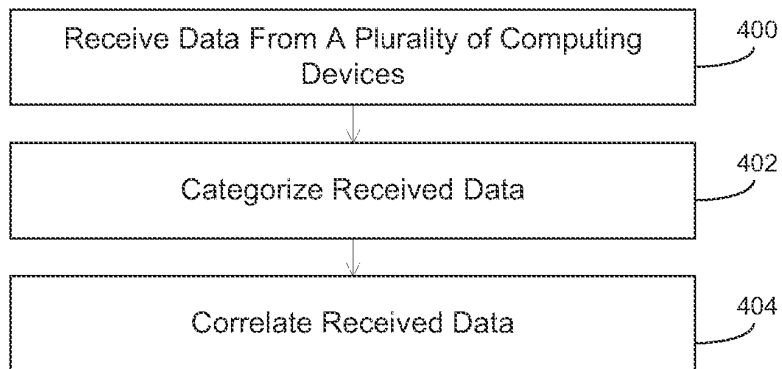 Receive Data From A Plurality of Computing
Devices
400
Categorize Received Data
402
Correlate Received Data
404